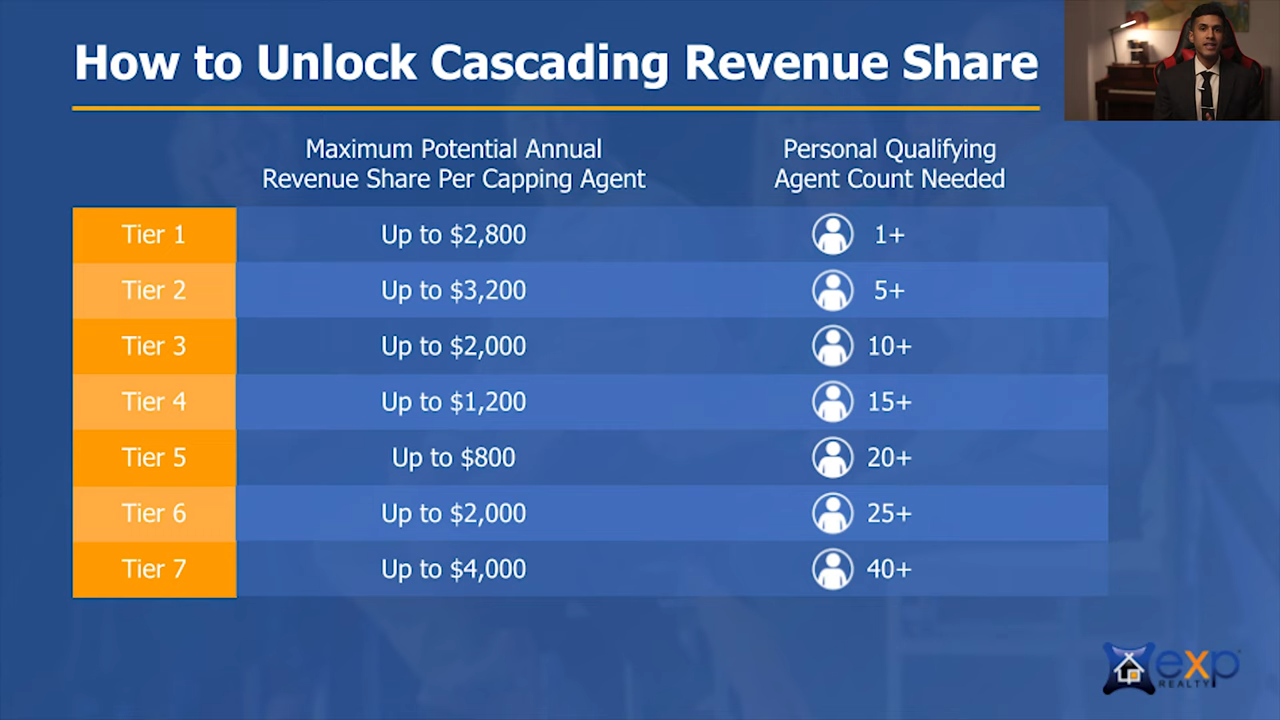 How to Unlock Cascading Revenue Share
Maximum Potential Annual
Revenue Share Per Capping Agent
Personal Qualifying
Agent Count Needed
Tier 1 Up to $2,800 1+
Tier 2 Up to $3,200 5+
Tier 3 Up to $2,000 10+
Tier 4 Up to $1,200 15+
Tier 5 Up to $800 20+
Tier 6 Up to $2,000 25+
Tier 7 Up to $4,000 40+
exp
REALTY